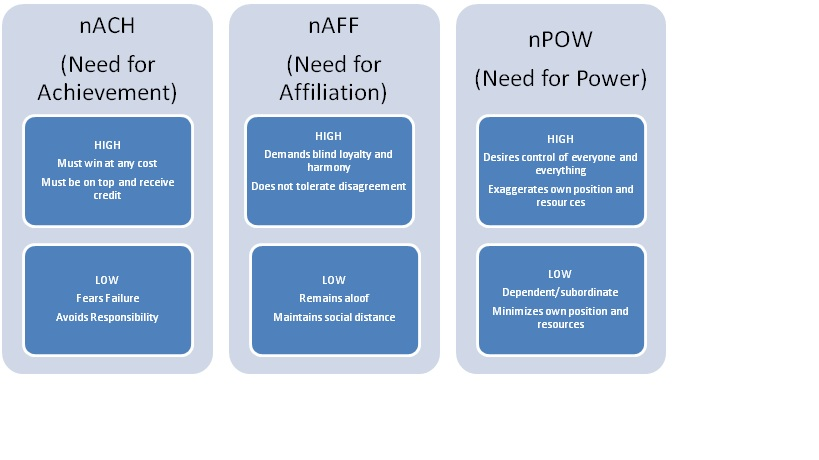 nACH
(Need for
Achievement)
HIGH
Must win at any cost
Must be on top and receive
credit
LOW
Fears Failure
Avoids Responsibility
nAFF
(Need for
Affiliation)
HIGH
Demands blind loyalty and
harmony
Does not tolerate disagreement
LOW
Remains aloof
Maintains social distance
nPOW
(Need for Power)
HIGH
Desires control of everyone and
everything
Exaggerates own position and
resources
LOW
Dependent/subordinate
Minimizes own position and
resources